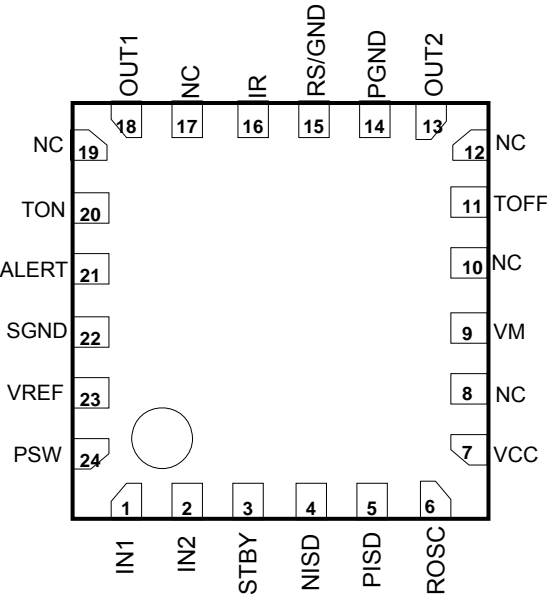 OUT1
NC
IR
RS/GND
PGND
OUT2
18
17
16
15
14
13
NC
19
12
NC
TON
20
11
TOFF
ALERT
21
10
NC
SGND
22
9
VM
VREF
23
8
NC
PSW
24
7
VCC
1
2
3
4
5
6
IN1
IN2
STBY
NISD
PISD
ROSC